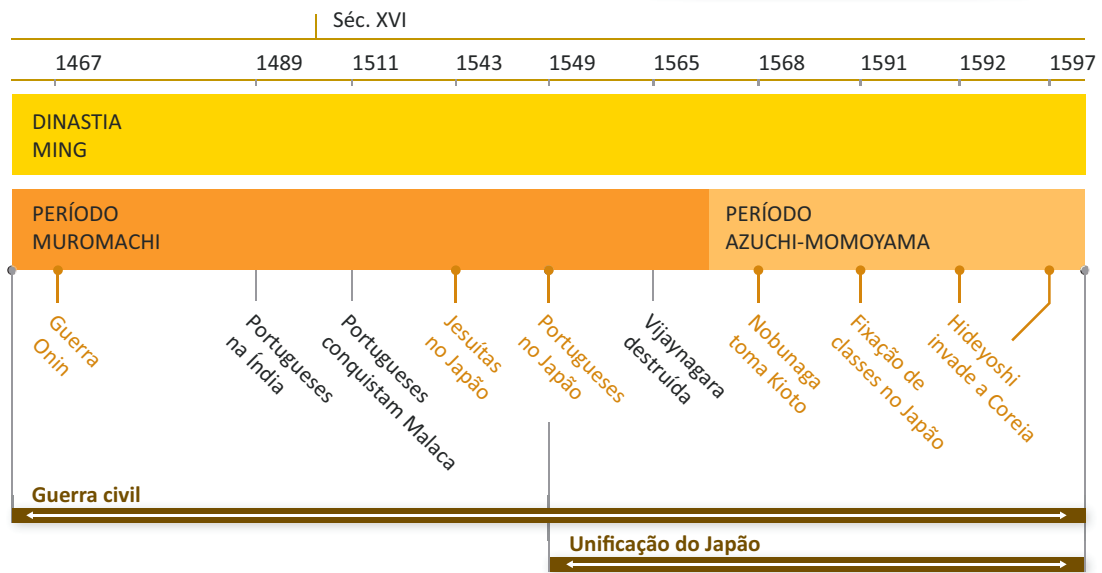 Séc. XVI
1467 1489 1511 1543 1549 1565 1568 1591 1592 1597
DINASTIA
MING
PERÍODO
MUROMACHI
PERÍODO
AZUCHI-MOMOYAMA
Guerra
Onin
Portugueses
na Índia
Portugueses
conquistam Malaca
Jesuítas
no Japão
Portugueses
no Japão
Vijaynagara
destruída
Nobunaga
toma Kioto
Fixação de
classes no Japão
Hideyoshi
invade a Coreia
Guerra civil
Unificação do Japão